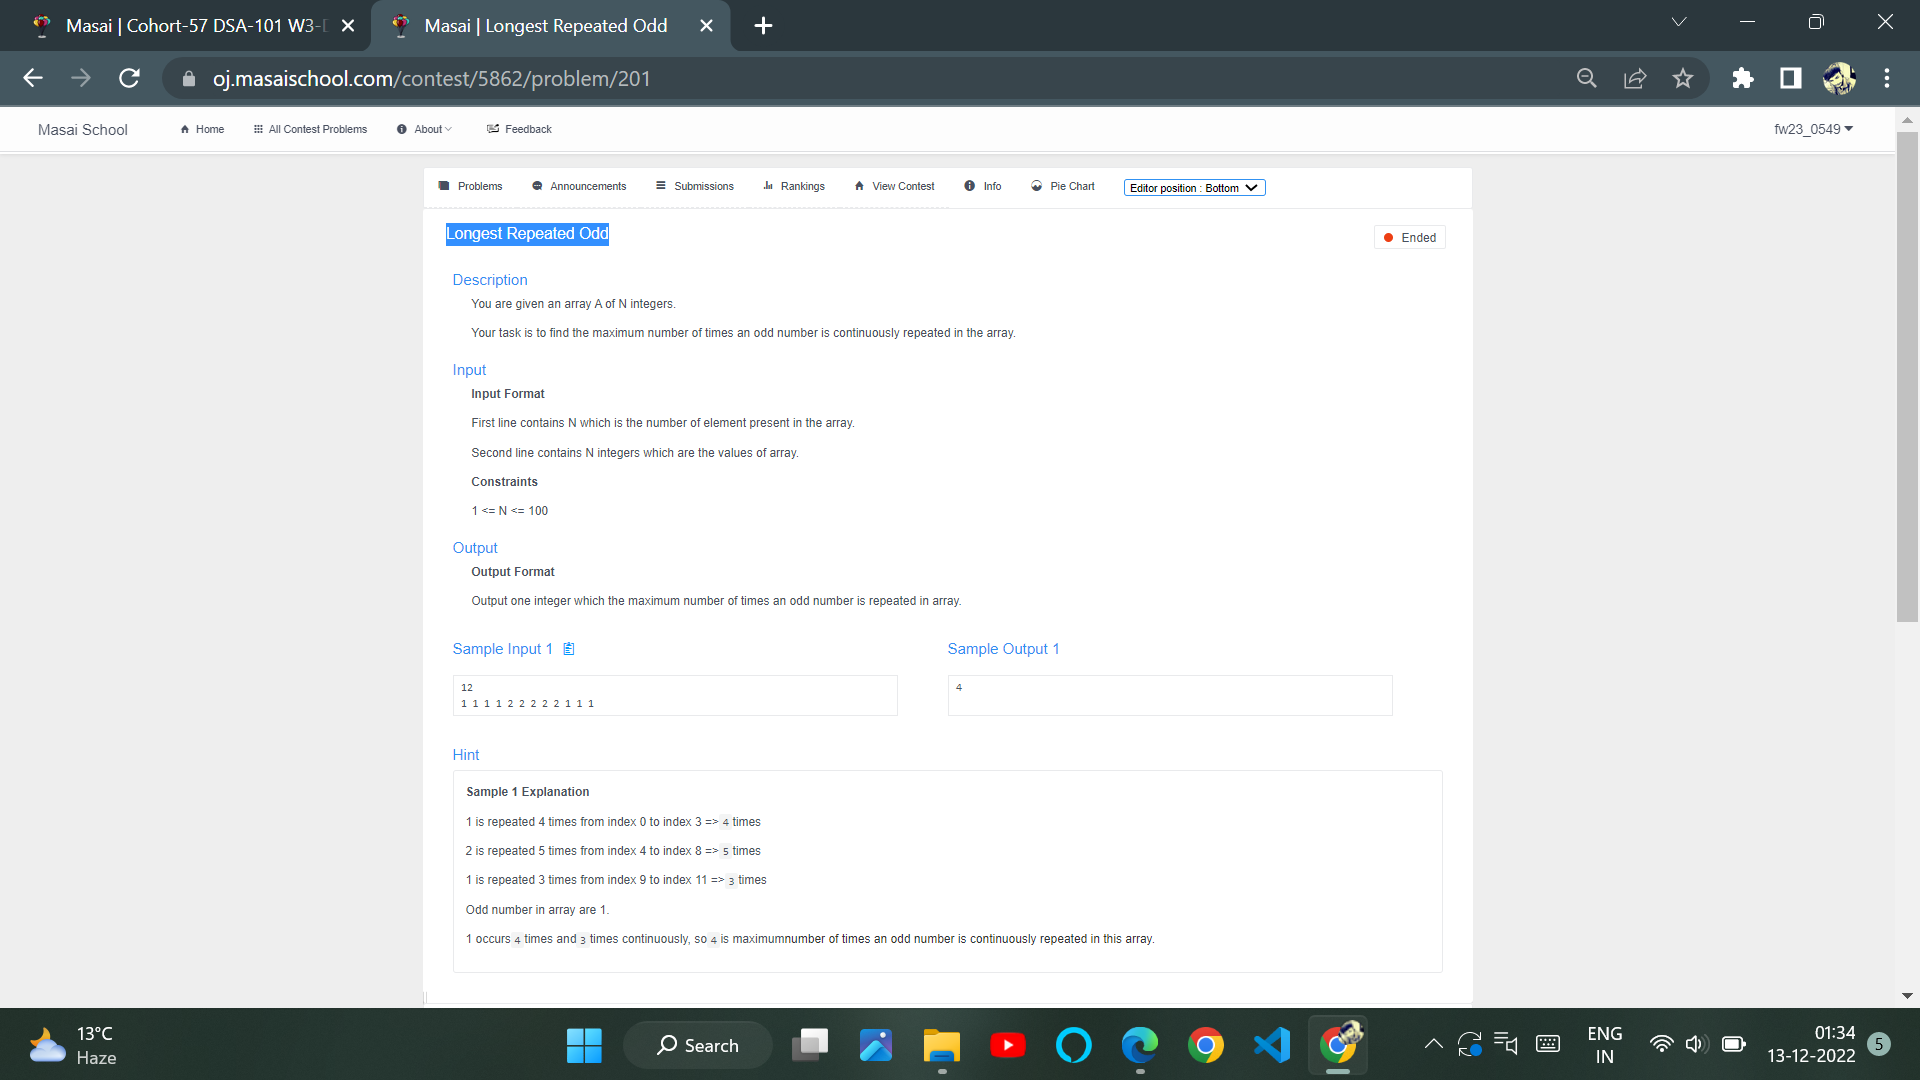 Masai | Cohort-57 DSA-101 W3-
Masai | Longest Repeated Odd
oj.masaischool.com/contest/5862/problem/201
Masai School
Home
All Contest Problems
About
Feedback
fw23_0549
Problems
Announcements
Submissions
Rankings
View Contest
Info
Pie Chart
Editor position : Bottom
Longest Repeated Odd
Ended
Description
You are given an array A of N integers.
Your task is to find the maximum number of times an odd number is continuously repeated in the array.
Input
Input Format
First line contains N which is the number of element present in the array.
Second line contains N integers which are the values of array.
Constraints
1 <= N <= 100
Output
Output Format
Output one integer which the maximum number of times an odd number is repeated in array.
Sample Input 1
Sample Output 1
12
1 1 1 1 2 2 2 2 2 1 1 1
4
Hint
Sample 1 Explanation
1 is repeated 4 times from index 0 to index 3 => 4 times
2 is repeated 5 times from index 4 to index 8 => 5 times
1 is repeated 3 times from index 9 to index 11 => 3 times
Odd number in array are 1.
1 occurs 4 times and 3 times continuously, so 4 is maximumnumber of times an odd number is continuously repeated in this array.
13°C
Haze
Search
ENG
IN
01:34
13-12-2022
5